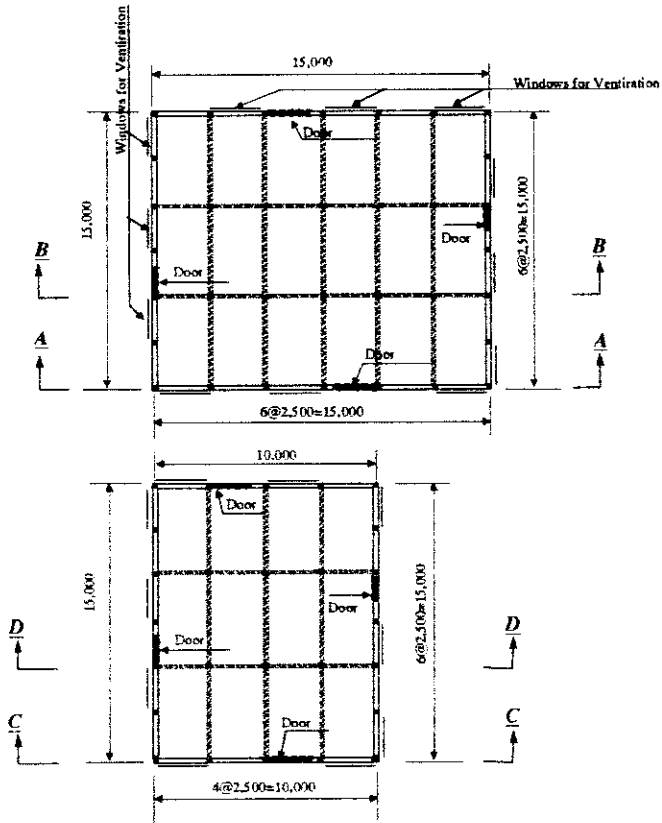 Windows for Ventiration
15,000
Windows for Ventiration
Door
15,000
6@2,500=15,000
Door
B
B
Door
A
A
Door
6@2,500=15,000
10,000
Door
15,000
6@2,500=15,000
Door
D
D
Door
C
C
Door
4@2,500=10,000